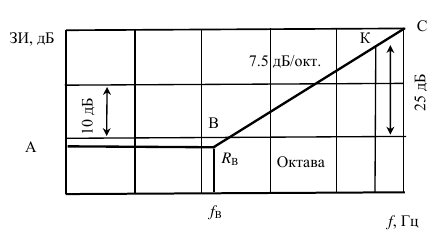 ЗИ, дБ
С
К
7.5 дБ/окт.
10 дБ
25 дБ
В
А
RВ
Октава
fВ
f, Гц